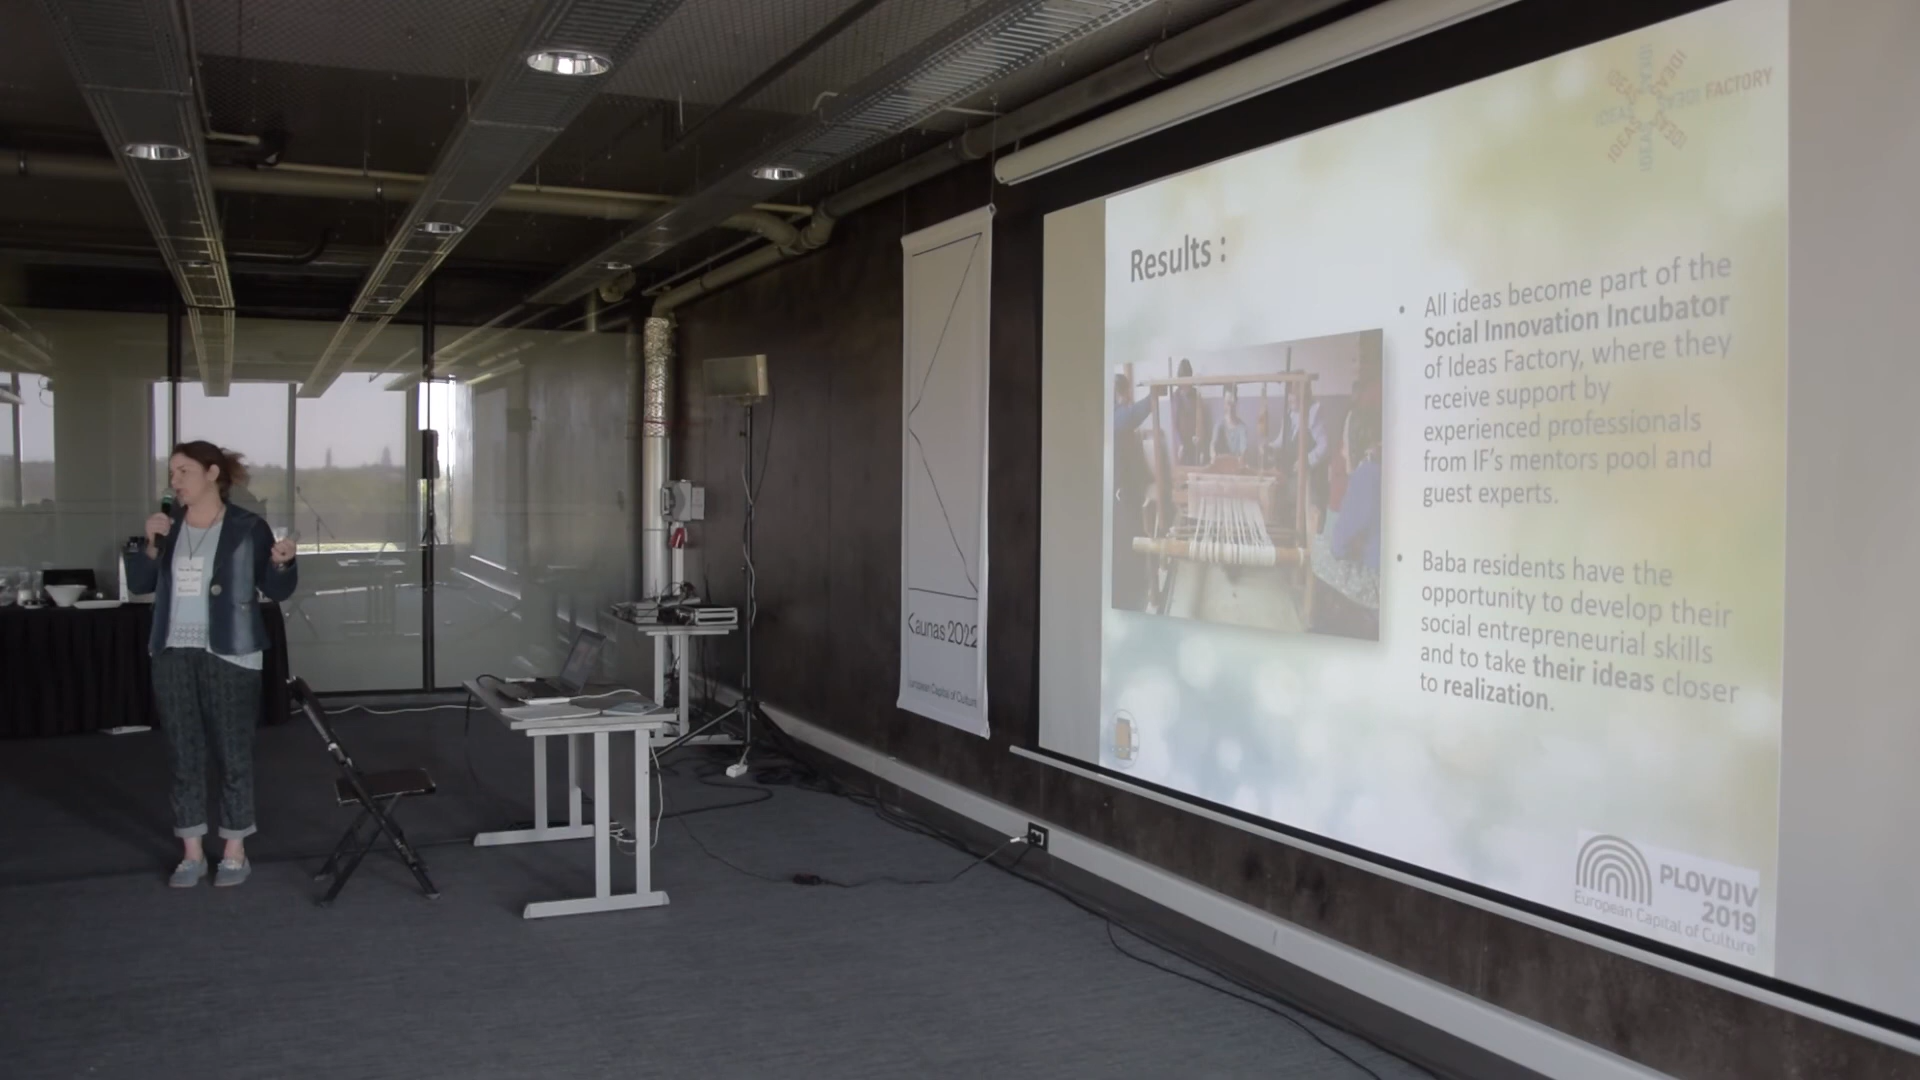 IDEAS FACTORY
Results :
• All ideas become part of the
Social Innovation Incubator
of Ideas Factory, where they
receive support by
experienced professionals
from IF's mentors pool and
guest experts.
• Baba residents have the
opportunity to develop their
social entrepreneurial skills
and to take their ideas closer
to realization.
PLOVDIV
2019
European Capital of Culture
Kaunas 2022
European Capital of Culture